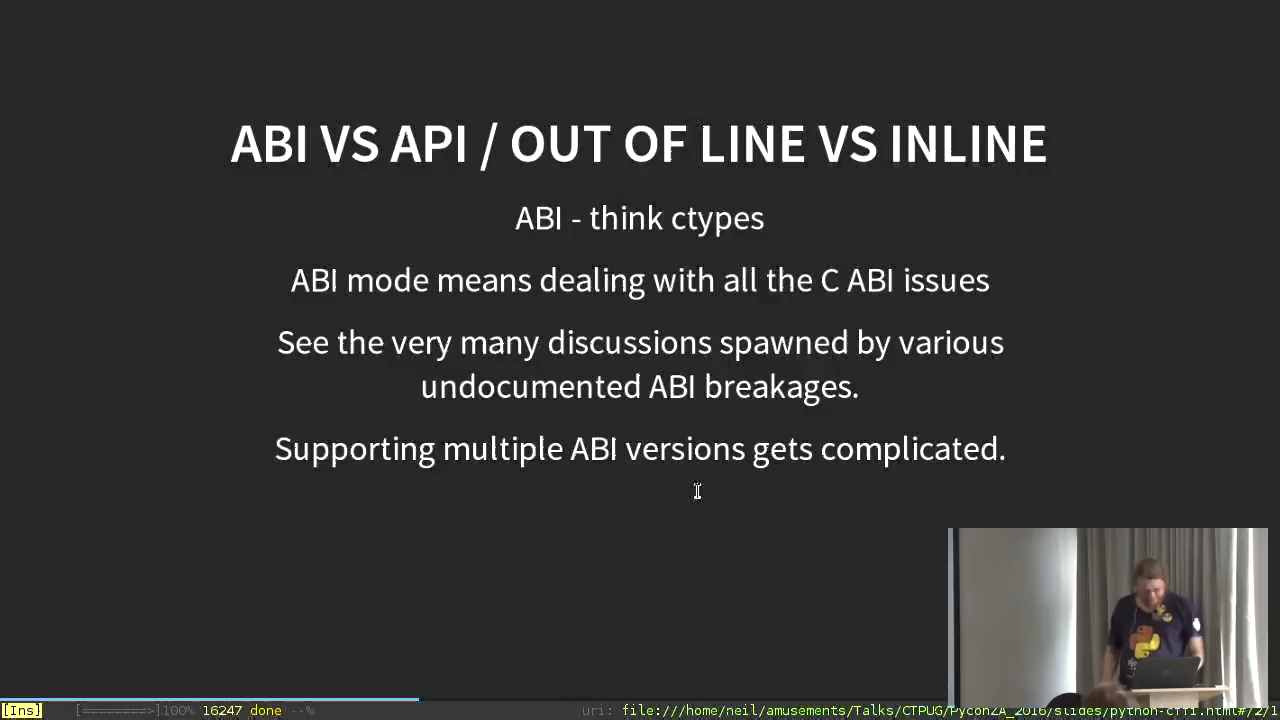 ABI VS API / OUT OF LINE VS INLINE
ABI - think ctypes
ABI mode means dealing with all the C ABI issues
See the very many discussions spawned by various
undocumented ABI breakages.
Supporting multiple ABI versions gets complicated.
[Ins] [========>]100% 16247 done --% uri: file:///home/neil/amusements/Talks/CTPUG/PyconZA_2016/slides/python-cffi.html#/2/1